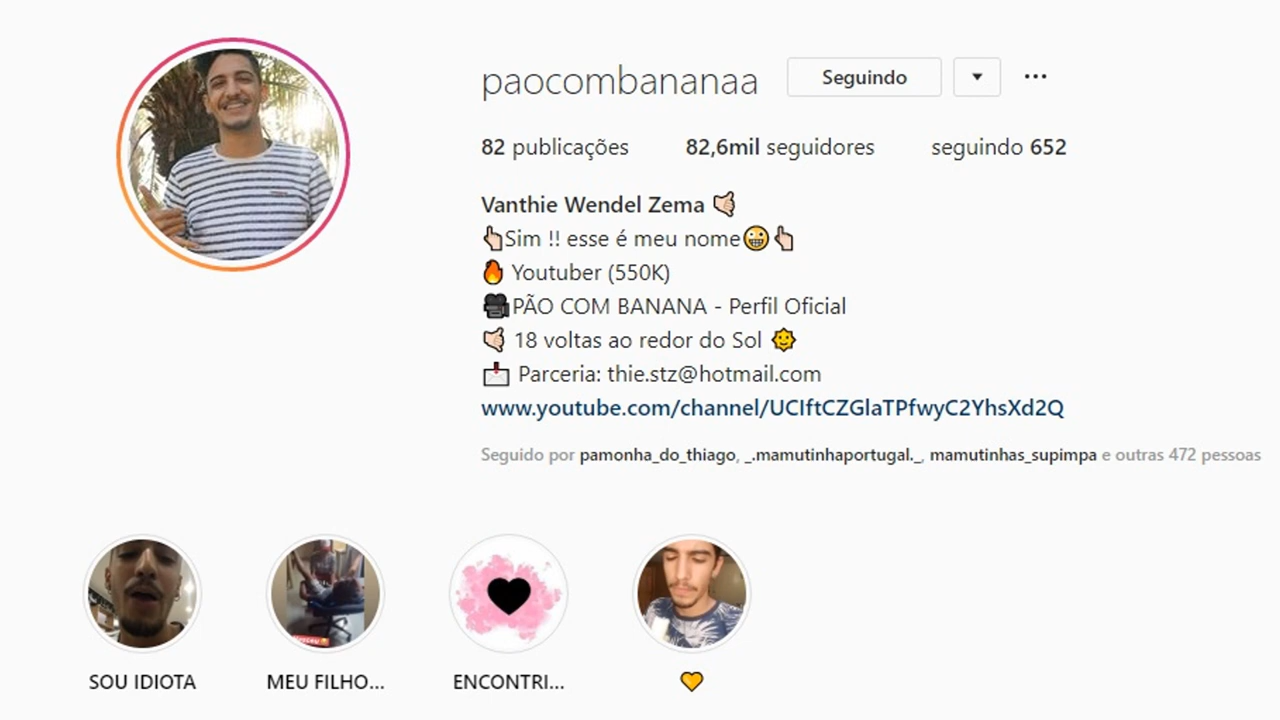 paocombananaa Seguindo
82 publicações 82,6mil seguidores seguindo 652
Vanthie Wendel Zema 🤙🏻
👆🏻Sim !! esse é meu nome😀👆🏻
🔥 Youtuber (550K)
🎥PÃO COM BANANA - Perfil Oficial
🤙🏻 18 voltas ao redor do Sol 🌞
📩 Parceria: thie.stz@hotmail.com
www.youtube.com/channel/UCIftCZGlaTPfwyC2YhsXd2Q
Seguido por pamonha_do_thiago, _.mamutinhaportugal._, mamutinhas_supimpa e outras 472 pessoas
SOU IDIOTA MEU FILHO... ENCONTRI... 💛